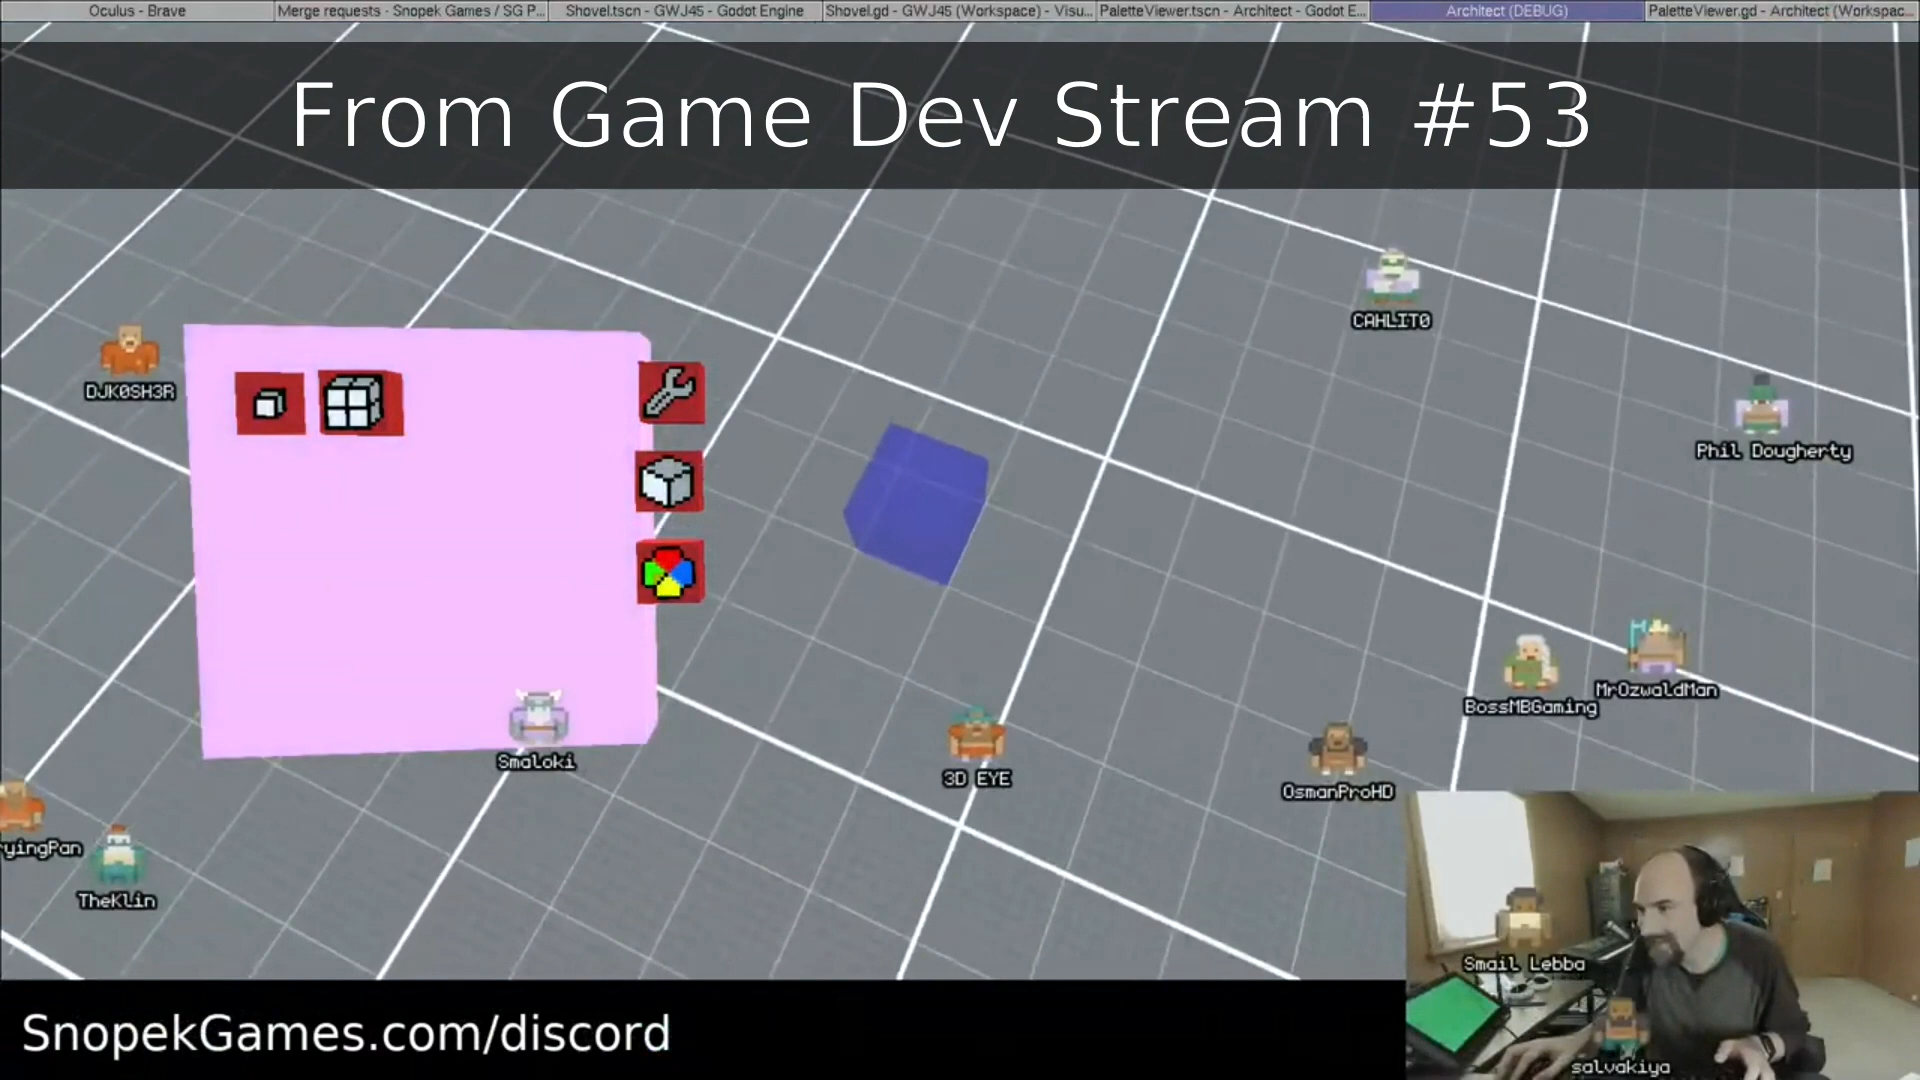 Oculus - Brave
Merge requests - Snopek Games / SG P...
Shovel.tscn - GWJ45 - Godot Engine
Shovel.gd - GWJ45 (Workspace) - Visu...
PaletteViewer.tscn - Architect - Godot E...
Architect (DEBUG)
PaletteViewer.gd - Architect (Workspac...
From Game Dev Stream #53
CAHLIT0
DJK0SH3R
Phil Dougherty
MrOzwaldMan
BossMBGaming
Smaloki
3D EYE
OsmanProHD
ryingPan
TheKlin
Smail Lebba
SnopekGames.com/discord
salvakiya